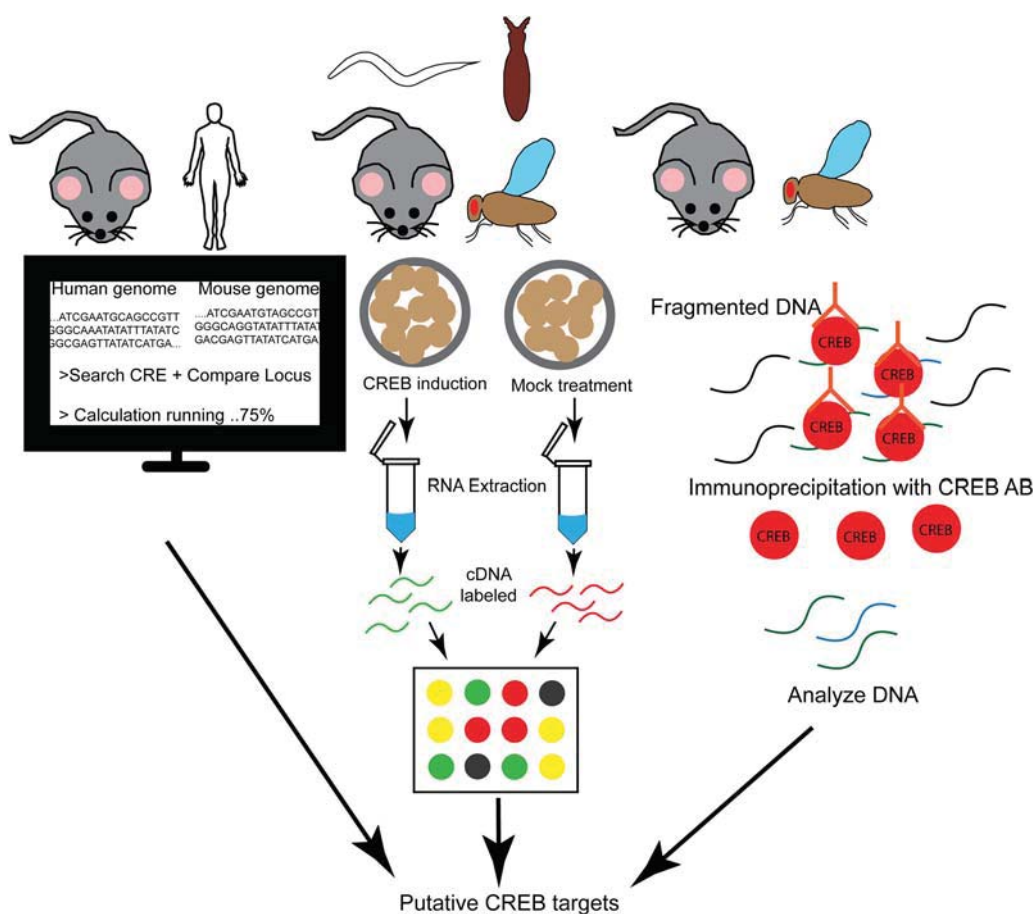 Human genome
...ATCGAATGCAGCCGTT
GGGCAAATATATTTATATC
GGCGAGTTATATCATGA...
Mouse genome
....ATCGAATGTAGCCGT
GGGCAGGTATATTTATAT
GACGAGTTATATCATGA
>Search CRE + Compare Locus
> Calculation running ..75%
CREB induction
Mock treatment
RNA Extraction
cDNA
labeled
Fragmented DNA
CREB
CREB
CREB
CREB
Immunoprecipitation with CREB AB
CREB
CREB
CREB
Analyze DNA
Putative CREB targets